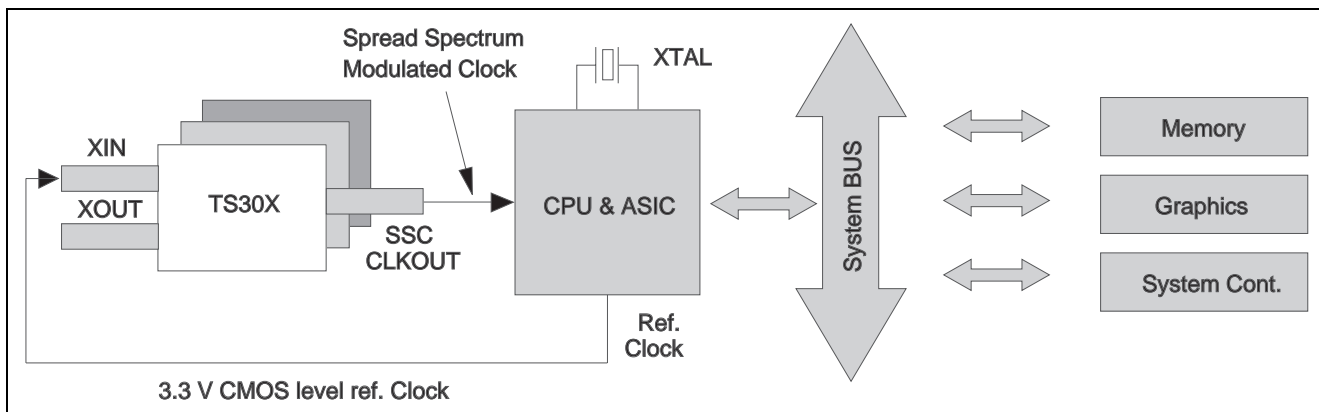 Spread Spectrum
Modulated Clock
XTAL
XIN
XOUT
TS30X
SSC
CLKOUT
CPU & ASIC
System BUS
Memory
Graphics
System Cont.
Ref.
Clock
3.3 V CMOS level ref. Clock